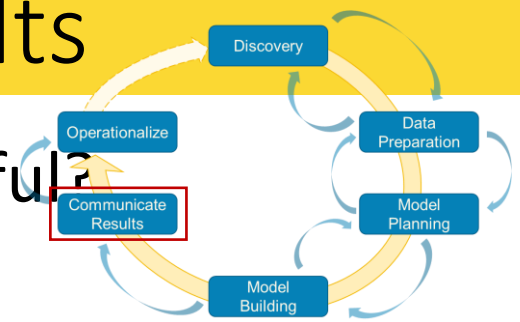 lts
Discovery
Operationalize
Data
Preparation
ful?
Communicate
Results
Model
Planning
Model
Building